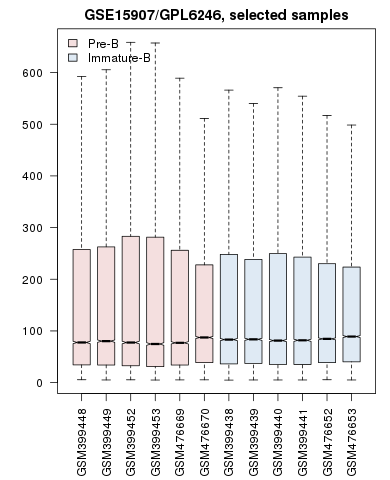 GSE15907/GPL6246, selected samples
Pre-B
Immature-B
600
500
400
300
200
100
0
GSM399448
GSM399449
GSM399452
GSM399453
GSM476669
GSM476670
GSM399438
GSM399439
GSM399440
GSM399441
GSM476652
GSM476653